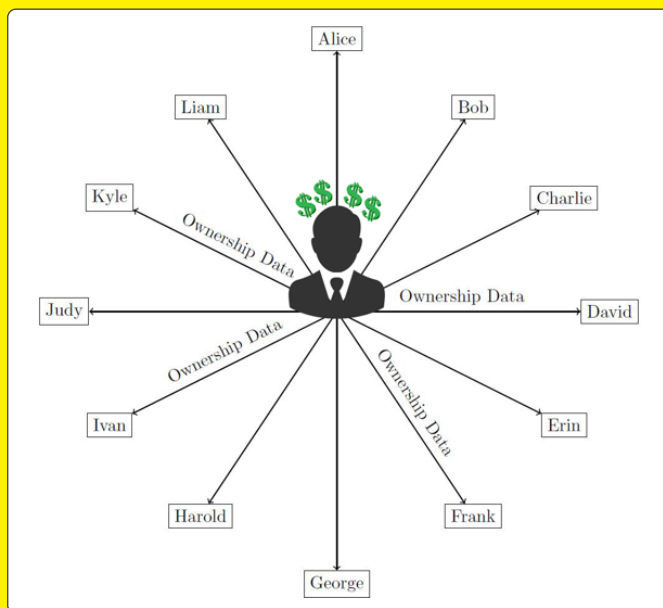 Alice
Liam
Bob
$$ $$
Kyle
Charlie
Ownership Data
Ownership Data
Judy
David
Ownership Data
Ownership Data
Ivan
Erin
Harold
Frank
George